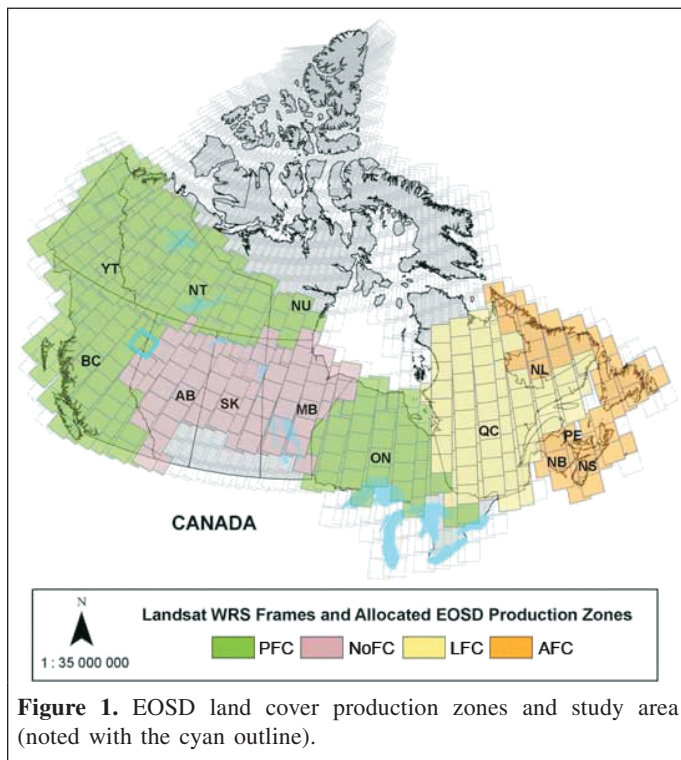 YT
NT
NU
BC
AB
SK
MB
ON
QC
NL
PE
NB
NS
CANADA
Landsat WRS Frames and Allocated EOSD Production Zones
N
1 : 35 000 000
PFC
NoFC
LFC
AFC
Figure 1. EOSD land cover production zones and study area
(noted with the cyan outline).